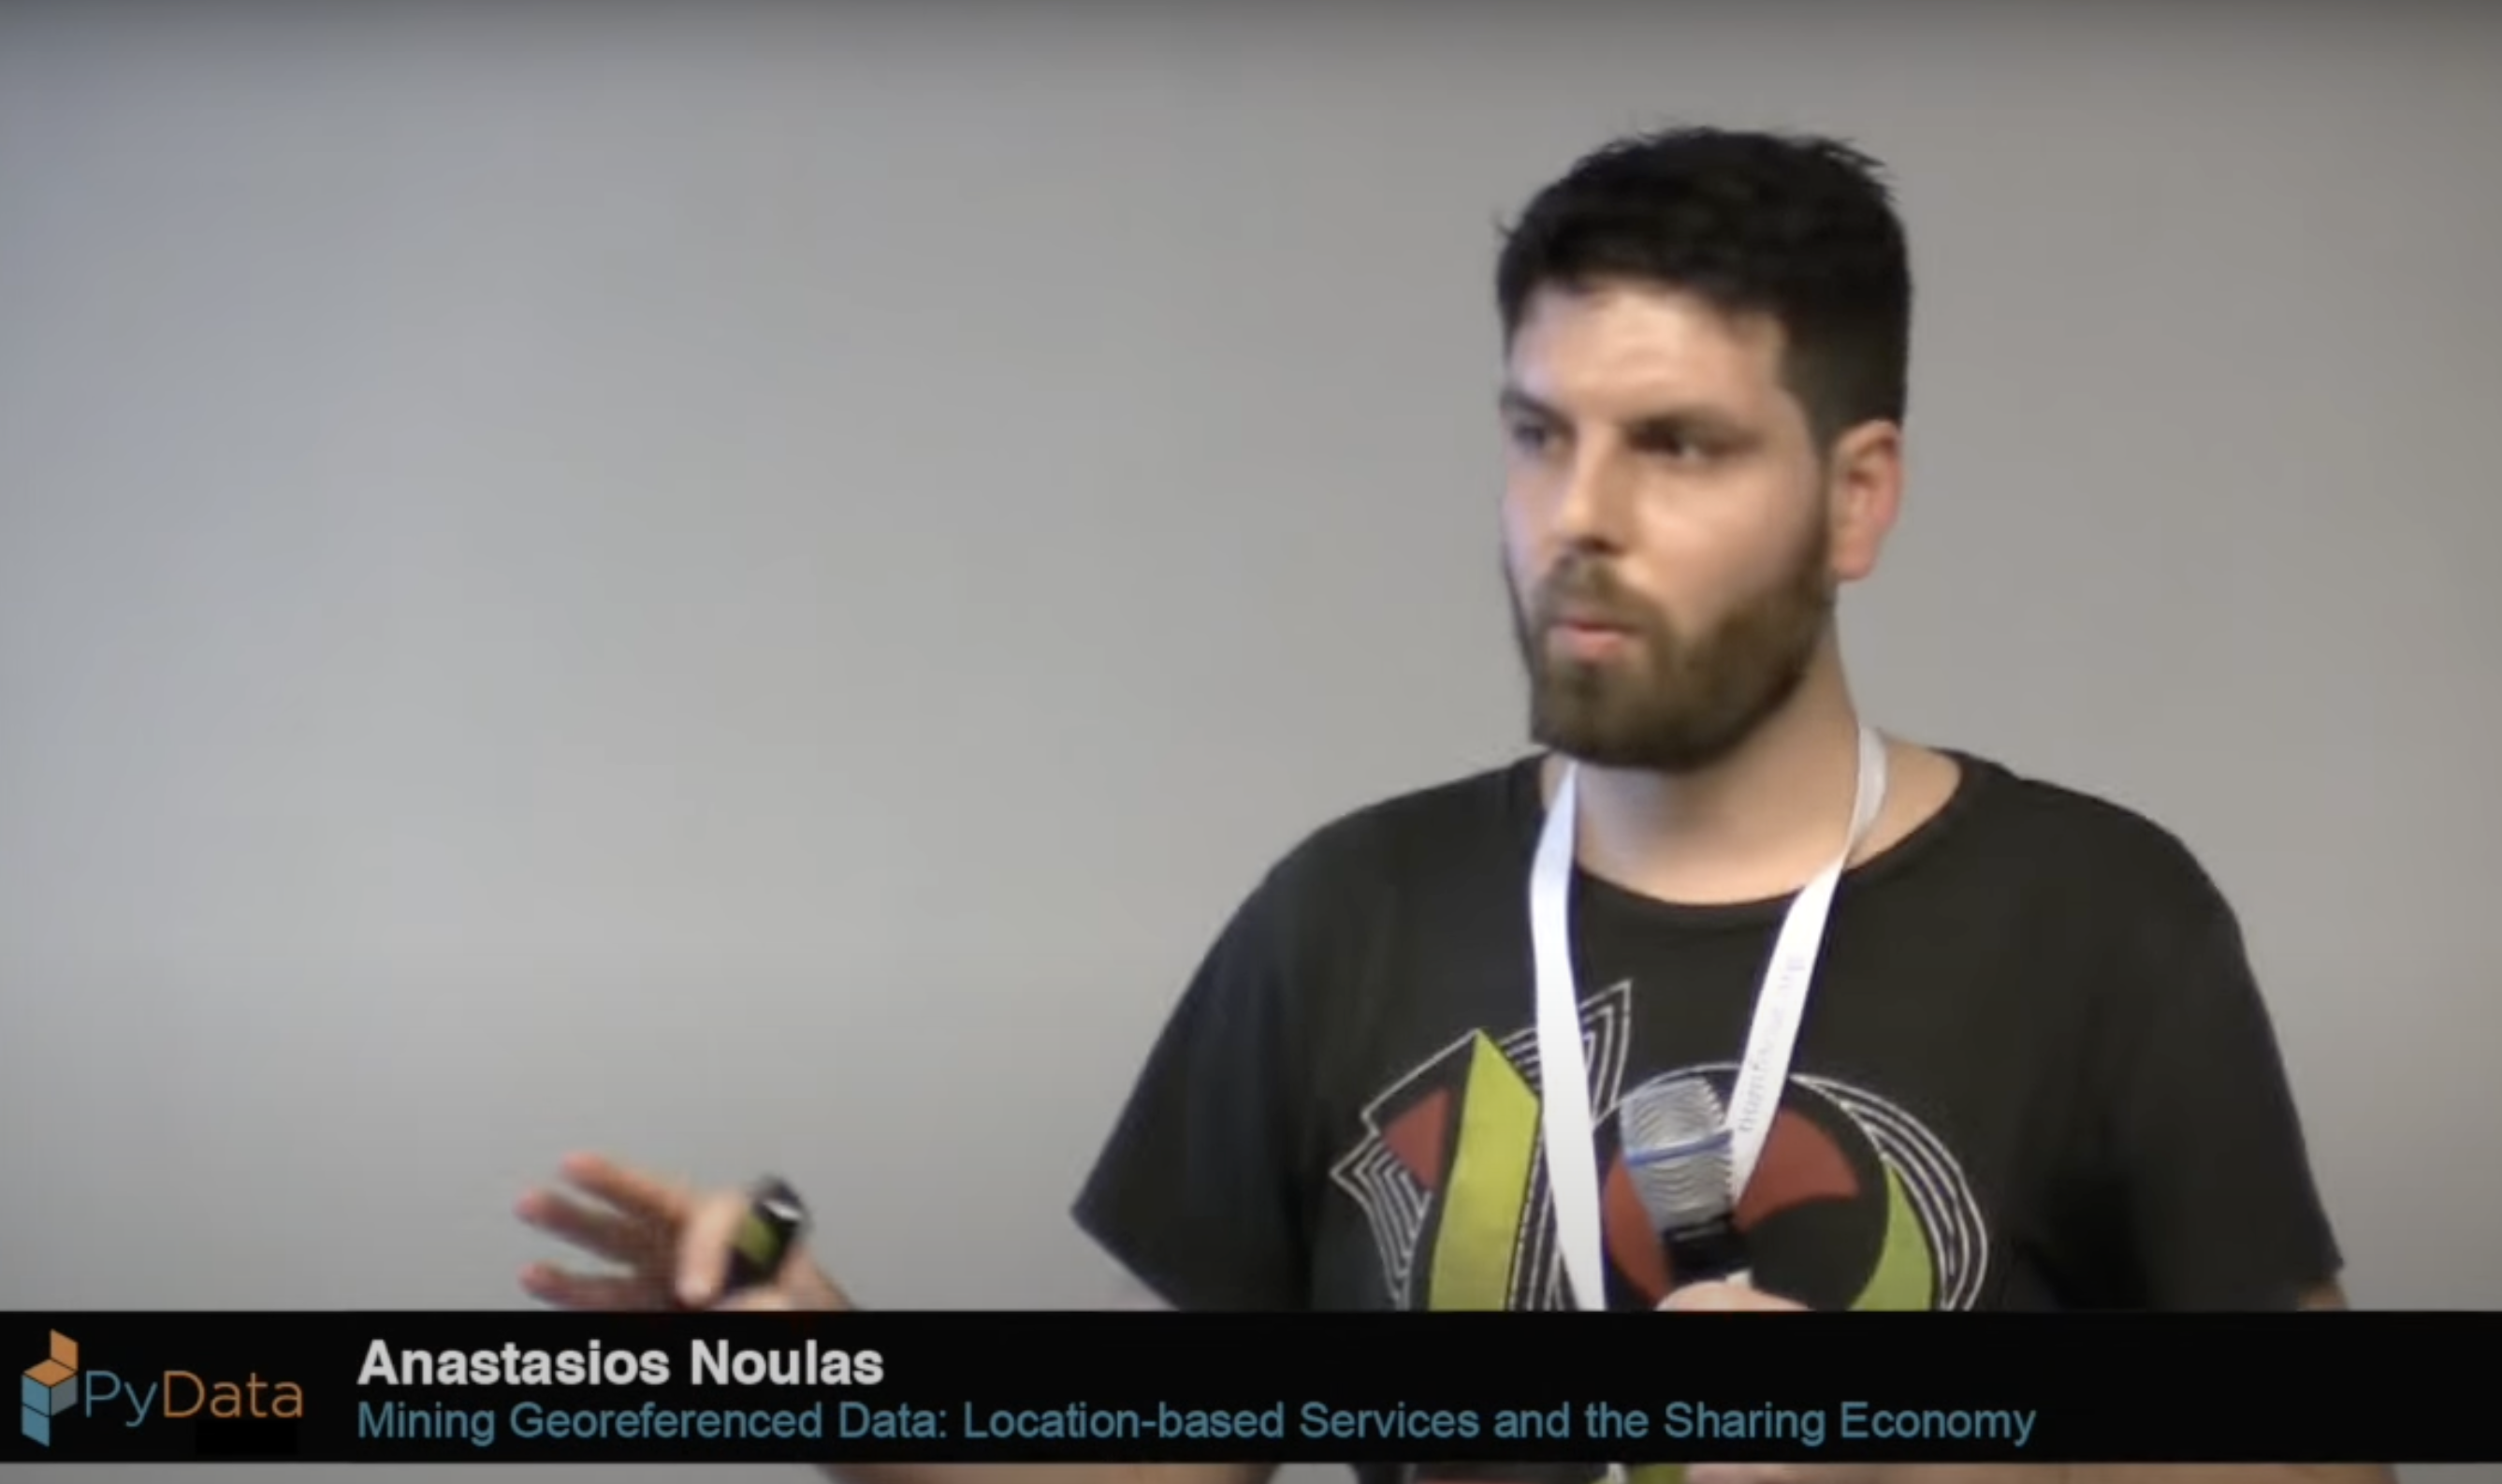 PyData
Anastasios Noulas
Mining Georeferenced Data: Location-based Services and the Sharing Economy